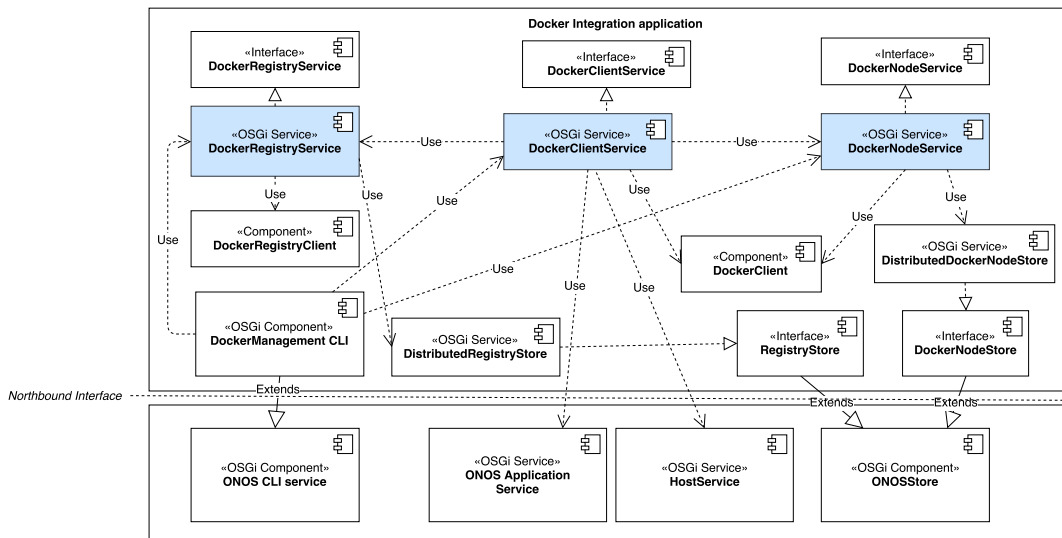 Docker Integration application
«Interface»
DockerRegistryService
«Interface»
DockerClientService
«Interface»
DockerNodeService
«OSGi Service»
DockerRegistryService
Use
«OSGi Service»
DockerClientService
Use
«OSGi Service»
DockerNodeService
Use
Use
Use
Use
Use
Use
«Component»
DockerRegistryClient
Use
«Component»
DockerClient
«OSGi Service»
DistributedDockerNodeStore
Use
Use
Use
«OSGi Component»
DockerManagement CLI
«OSGi Service»
DistributedRegistryStore
«Interface»
RegistryStore
«Interface»
DockerNodeStore
Northbound Interface
Extends
Extends
Extends
«OSGi Component»
ONOS CLI service
«OSGi Service»
ONOS Application
Service
«OSGi Service»
HostService
«OSGi Component»
ONOSStore